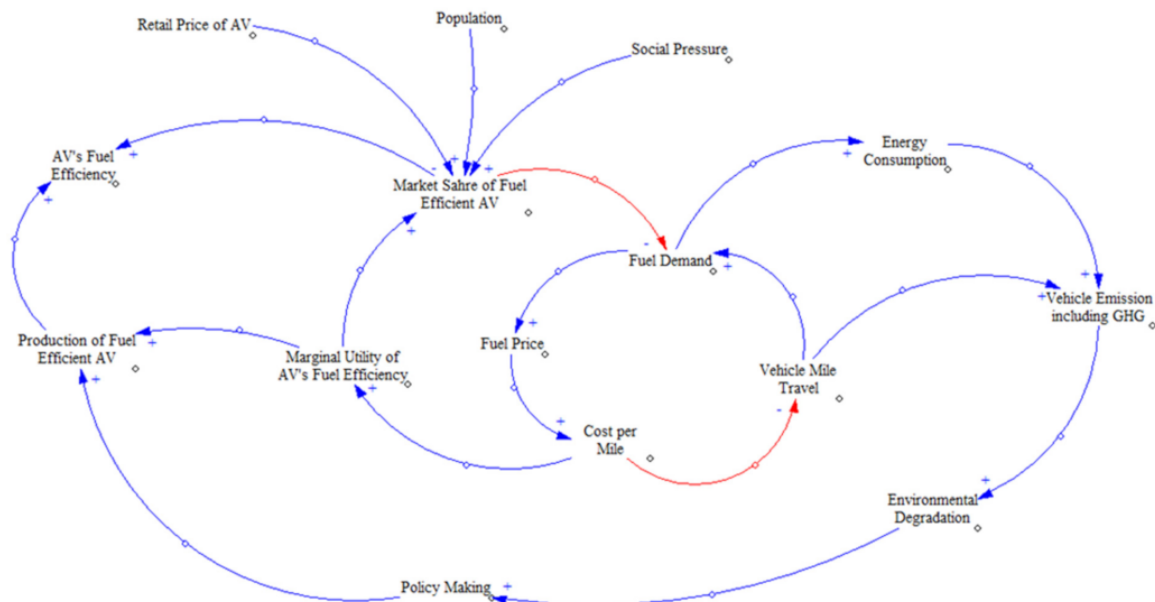 Retail Price of AV
Population
Social Pressure
AV's Fuel
Efficiency
+
+
-
+
+
Market Sahre of Fuel
Efficient AV
+
Energy
Consumption
+
-
Fuel Demand
+
+
+
Vehicle Emission
including GHG
Production of Fuel
Efficient AV
+
+
Marginal Utility of
AV's Fuel Efficiency
+
+
Fuel Price
Vehicle Mile
Travel
-
+
Cost per
Mile
+
Environmental
Degradation
Policy Making
+